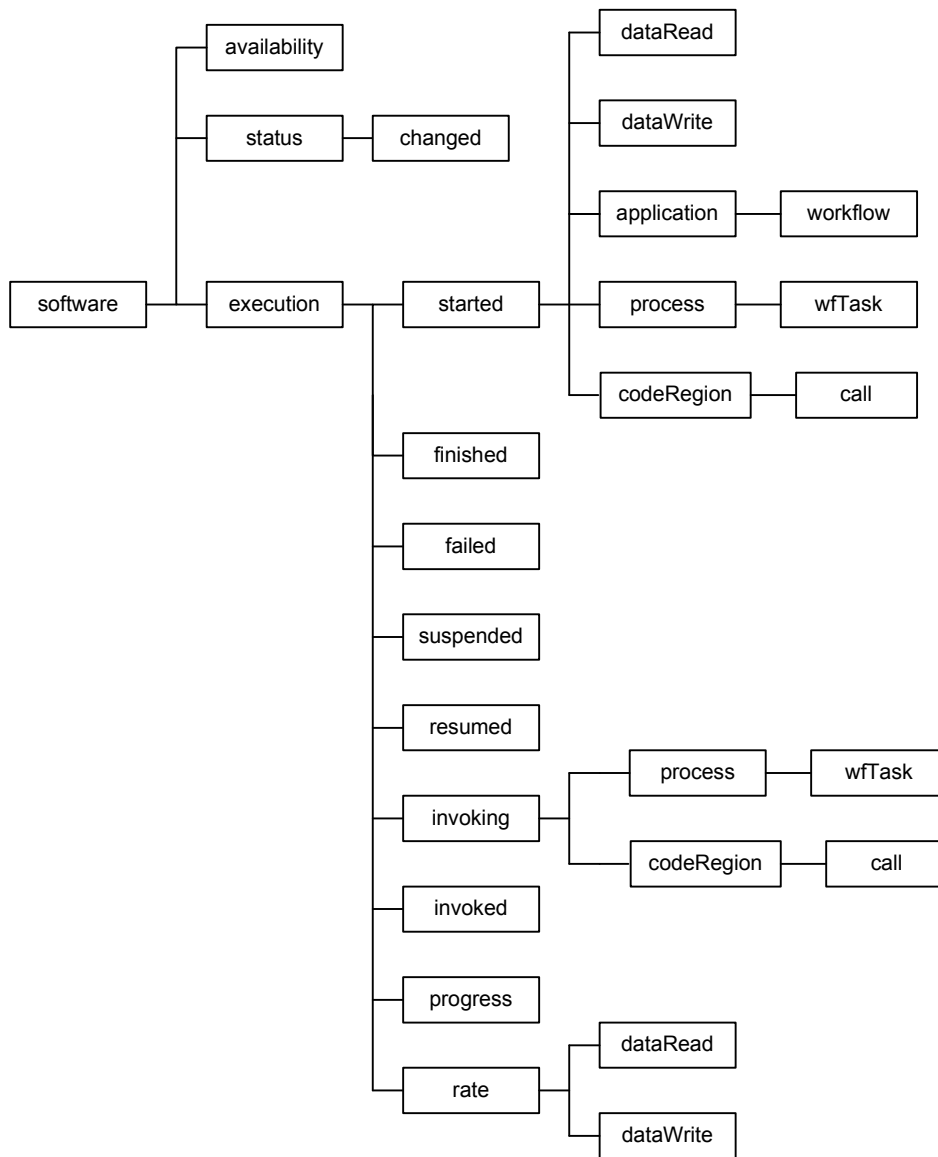 dataRead
availability
dataWrite
status
changed
application
workflow
software
execution
started
process
wfTask
codeRegion
call
finished
failed
suspended
resumed
process
wfTask
invoking
codeRegion
call
invoked
progress
dataRead
rate
dataWrite